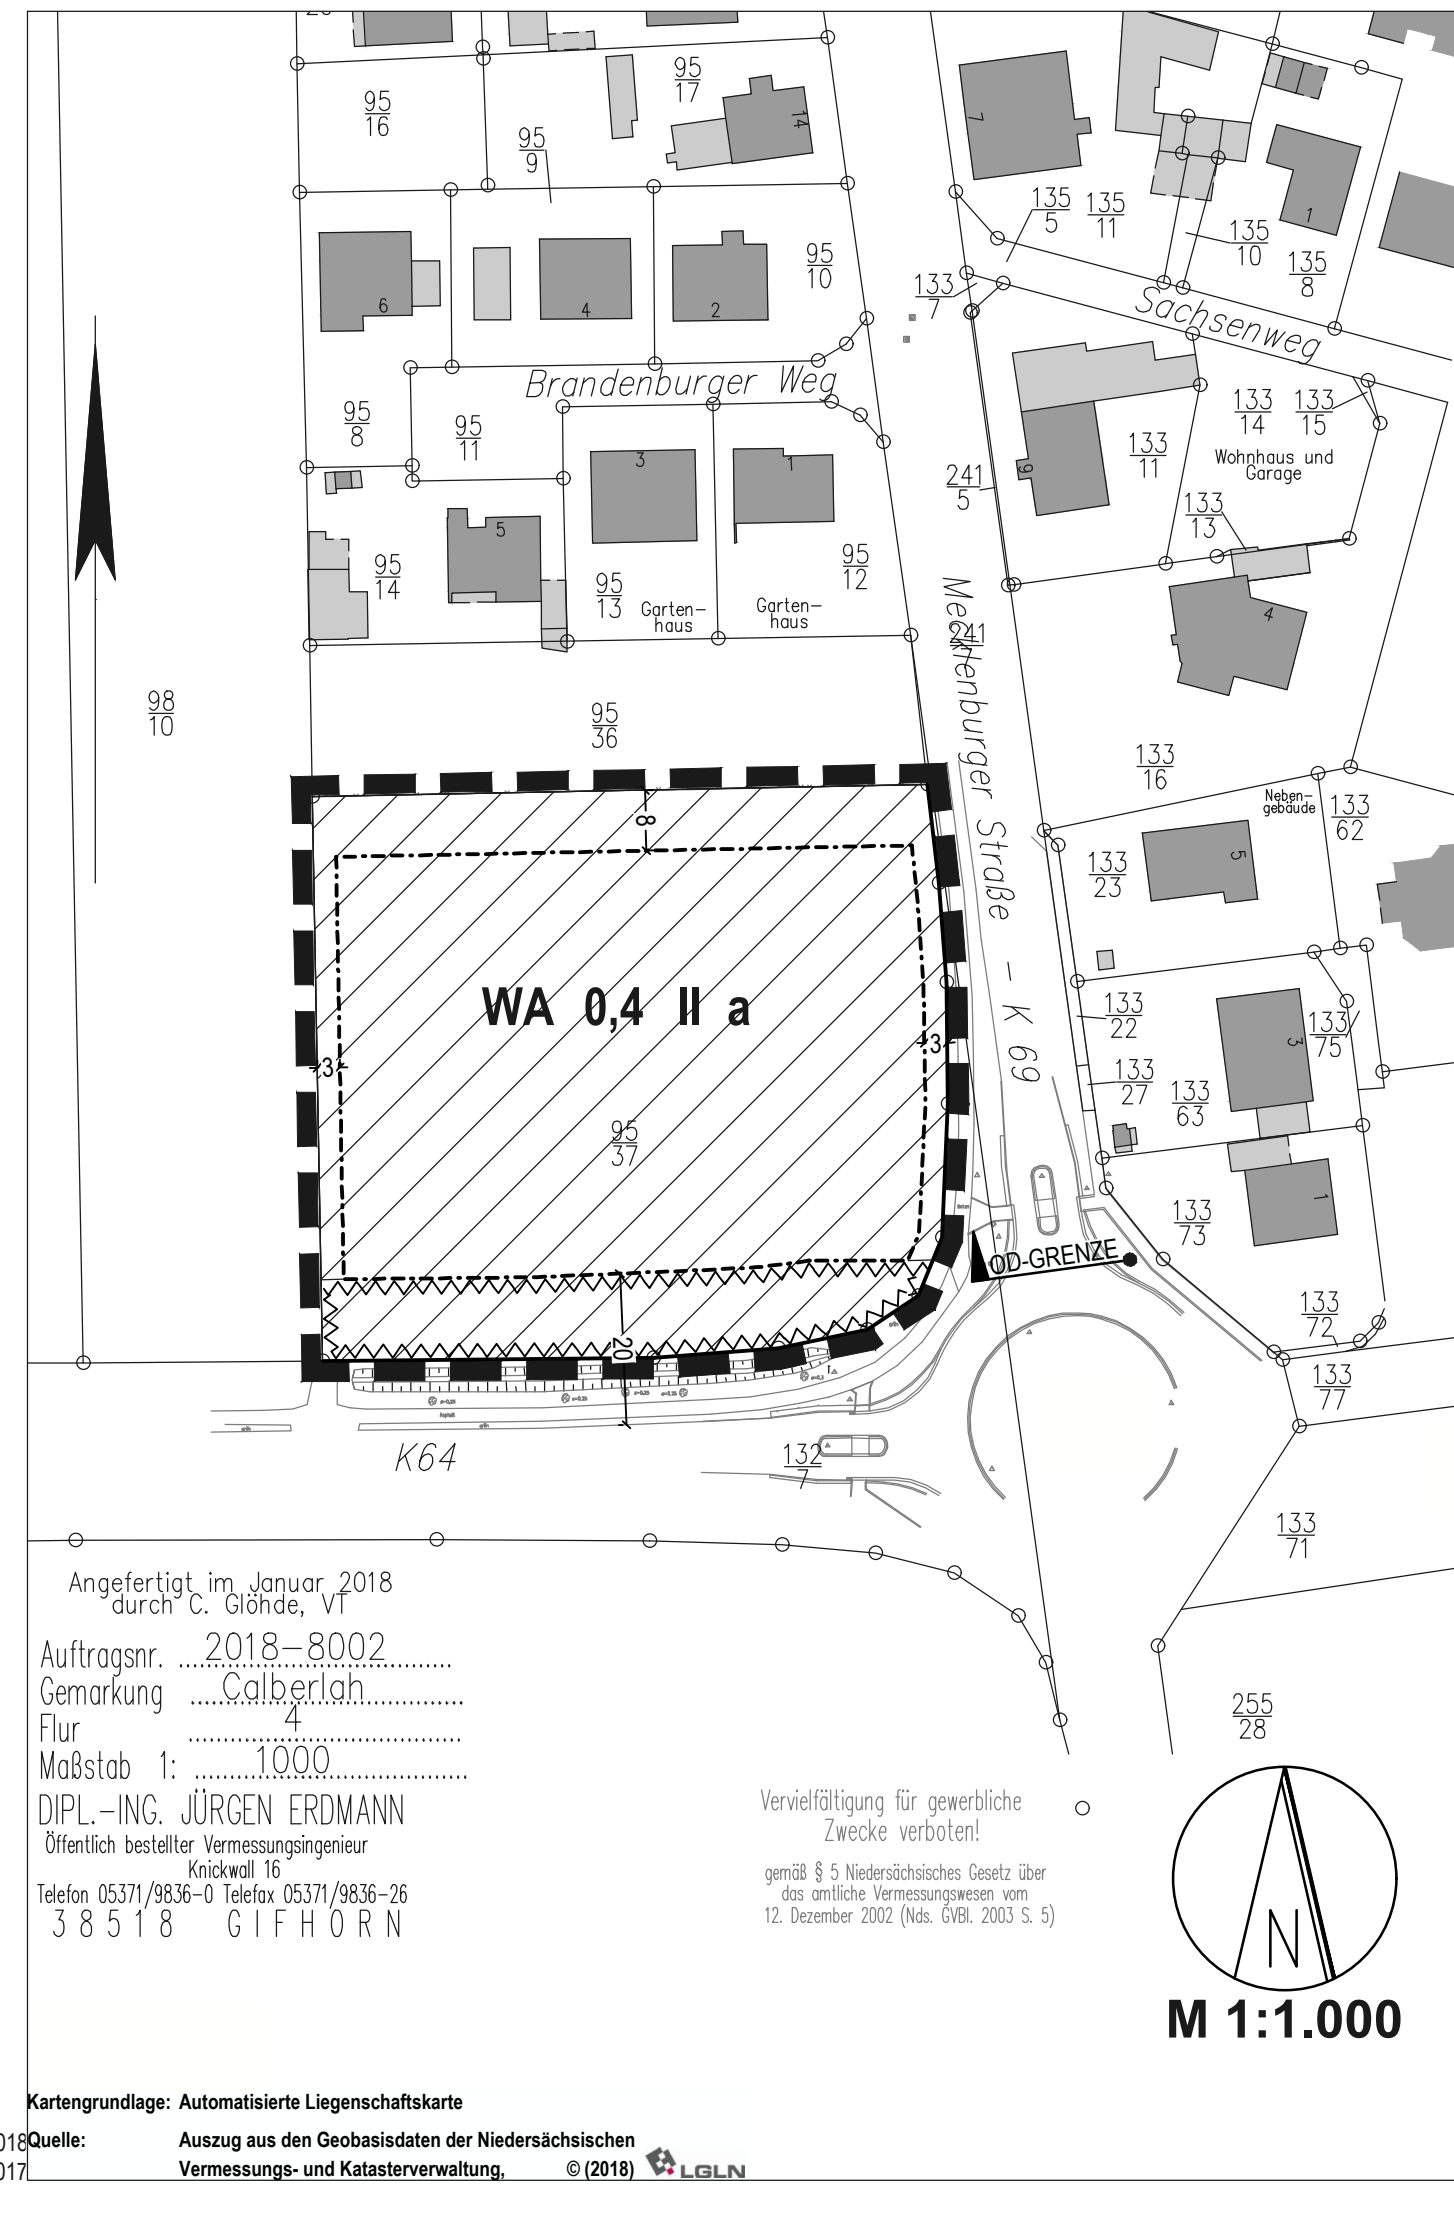 95
16
95
17
14
95
9
7
135
5
135
11
135
10
135
8
1
95
10
133
7
6
4
2
Sachsenweg
Brandenburger Weg
95
8
95
11
3
1
5
133
11
133
14
133
15
Wohnhaus und
Garage
9
241
5
133
13
95
14
95
13
95
12
Garten-
haus
Garten-
haus
4
241
7
Mecklenburger Straße - K 69
98
10
95
36
133
16
Neben-
gebäude
133
62
8
133
23
5
WA 0,4 II a
3
3
133
22
133
75
3
133
27
133
63
95
37
133
73
1
OD-GRENZE
133
72
133
77
20
Asphalt
K64
132
7
133
71
255
28
Angefertigt im Januar 2018
durch C. Glöhde, VT
Auftragsnr. 2018-8002
Gemarkung Calberlah
Flur 4
Maßstab 1: 1000
DIPL.-ING. JÜRGEN ERDMANN
Öffentlich bestellter Vermessungsingenieur
Knickwall 16
Telefon 05371/9836-0 Telefax 05371/9836-26
38518 GIFHORN
Vervielfältigung für gewerbliche
Zwecke verboten!
gemäß § 5 Niedersächsisches Gesetz über
das amtliche Vermessungswesen vom
12. Dezember 2002 (Nds. GVBl. 2003 S. 5)
N
M 1:1.000
Kartengrundlage: Automatisierte Liegenschaftskarte
018
Quelle: Auszug aus den Geobasisdaten der Niedersächsischen
017
Vermessungs- und Katasterverwaltung, © (2018) LGLN